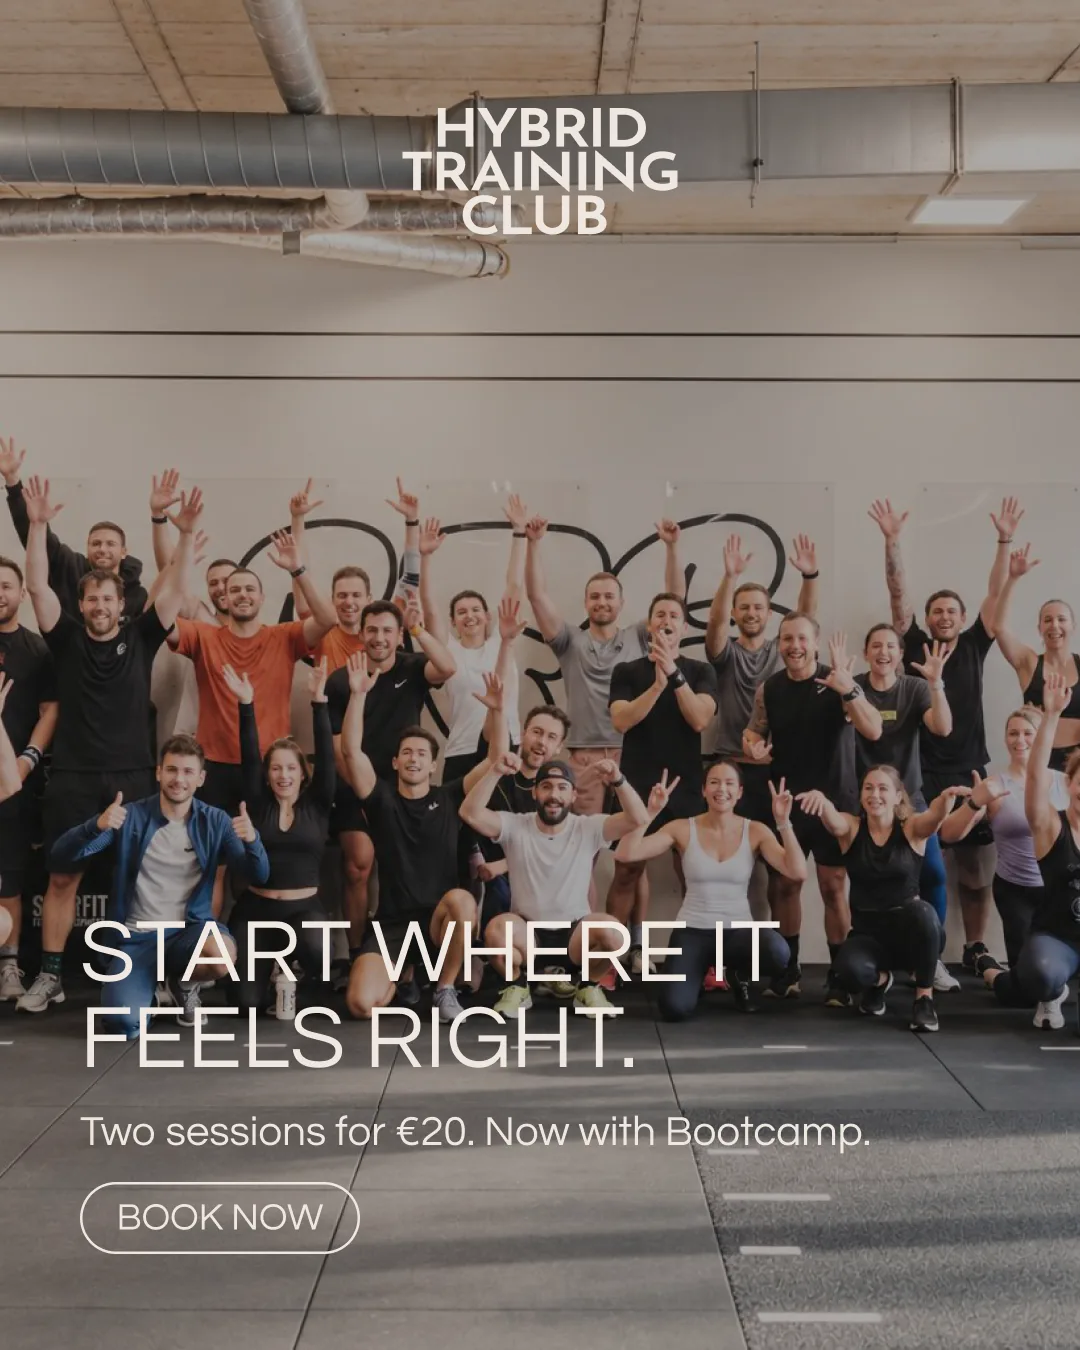 HYBRID
TRAINING
CLUB
START WHERE IT
FEELS RIGHT.
Two sessions for €20. Now with Bootcamp.
BOOK NOW